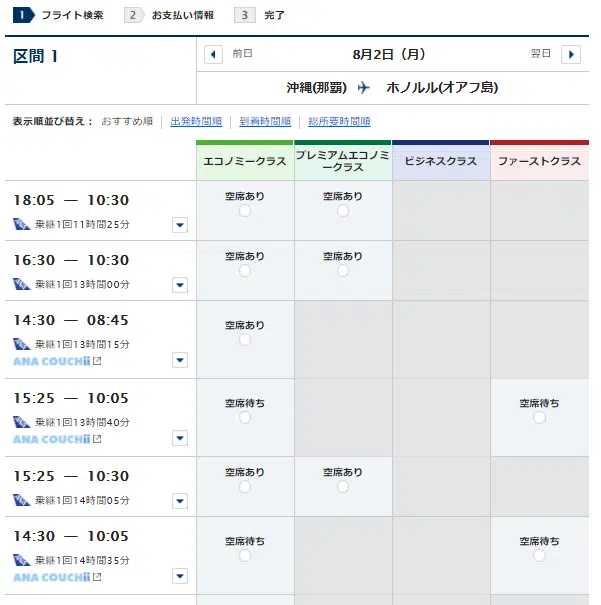 1 フライト検索 2 お支払い情報 3 完了
区間 1
前日 8月2日（月） 翌日
沖縄(那覇) ホノルル(オアフ島)
表示順並び替え： おすすめ順 出発時間順 到着時間順 総所要時間順
エコノミークラス プレミアムエコノミークラス ビジネスクラス ファーストクラス
18:05 — 10:30 空席あり 空席あり
乗継1回11時間25分
16:30 — 10:30 空席あり 空席あり
乗継1回13時間00分
14:30 — 08:45 空席あり
乗継1回13時間15分
ANA COUCHii
15:25 — 10:05 空席待ち 空席待ち
乗継1回13時間40分
ANA COUCHii
15:25 — 10:30 空席あり 空席あり
乗継1回14時間05分
14:30 — 10:05 空席待ち 空席待ち
乗継1回14時間35分
ANA COUCHii